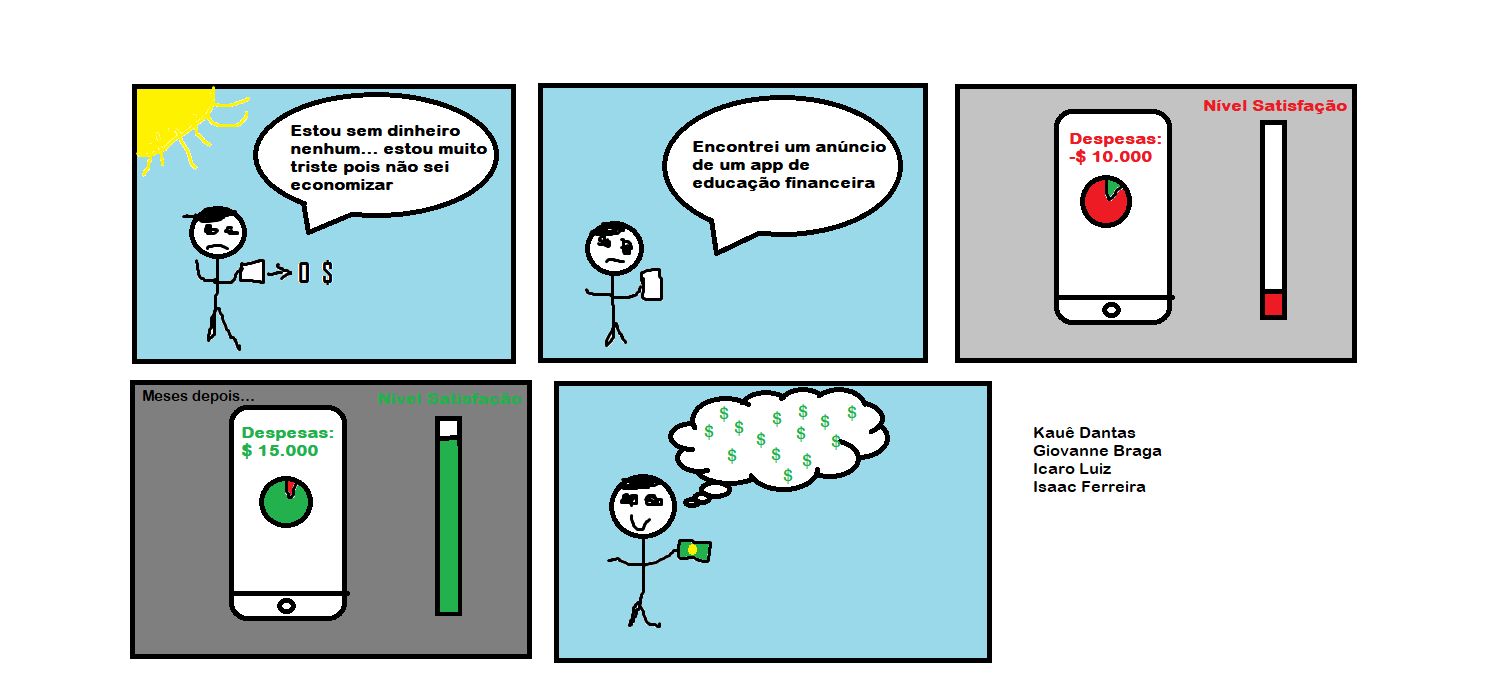 Estou sem dinheiro
nenhum... estou muito
triste pois não sei
economizar
0 $
Encontrei um anúncio
de um app de
educação financeira
Nível Satisfação
Despesas:
-$ 10.000
Meses depois...
Nível Satisfação
Despesas:
$ 15.000
$ $ $ $ $ $ $ $ $ $ $ $ $ $
Kauê Dantas
Giovanne Braga
Icaro Luiz
Isaac Ferreira